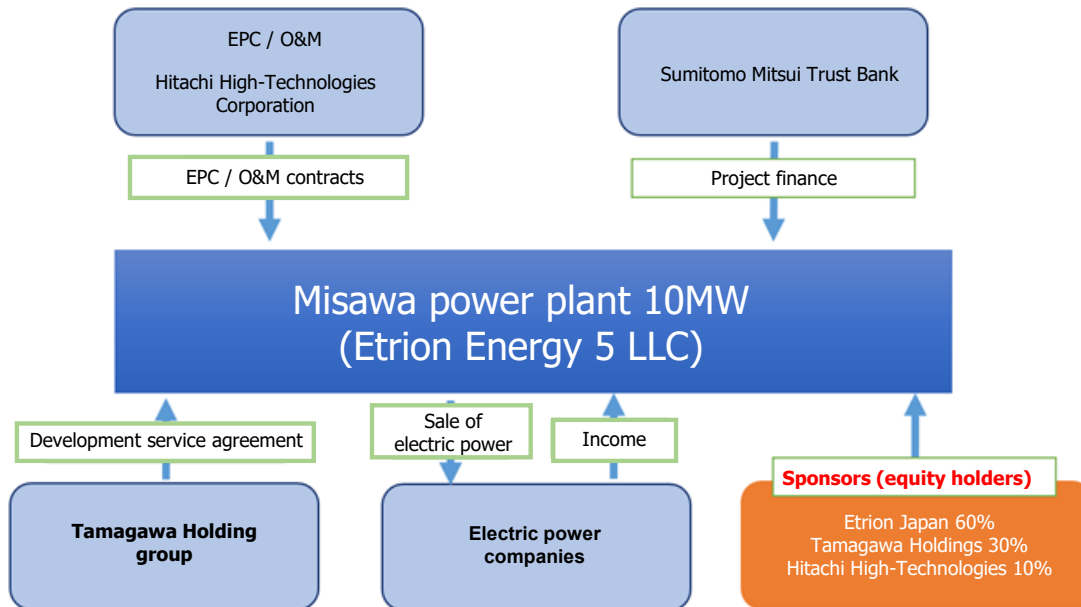 EPC / O&M
Hitachi High-Technologies
Corporation
Sumitomo Mitsui Trust Bank
EPC / O&M contracts
Project finance
Misawa power plant 10MW
(Etrion Energy 5 LLC)
Development service agreement
Sale of
electric power
Income
Sponsors (equity holders)
Tamagawa Holding
group
Electric power
companies
Etrion Japan 60%
Tamagawa Holdings 30%
Hitachi High-Technologies 10%